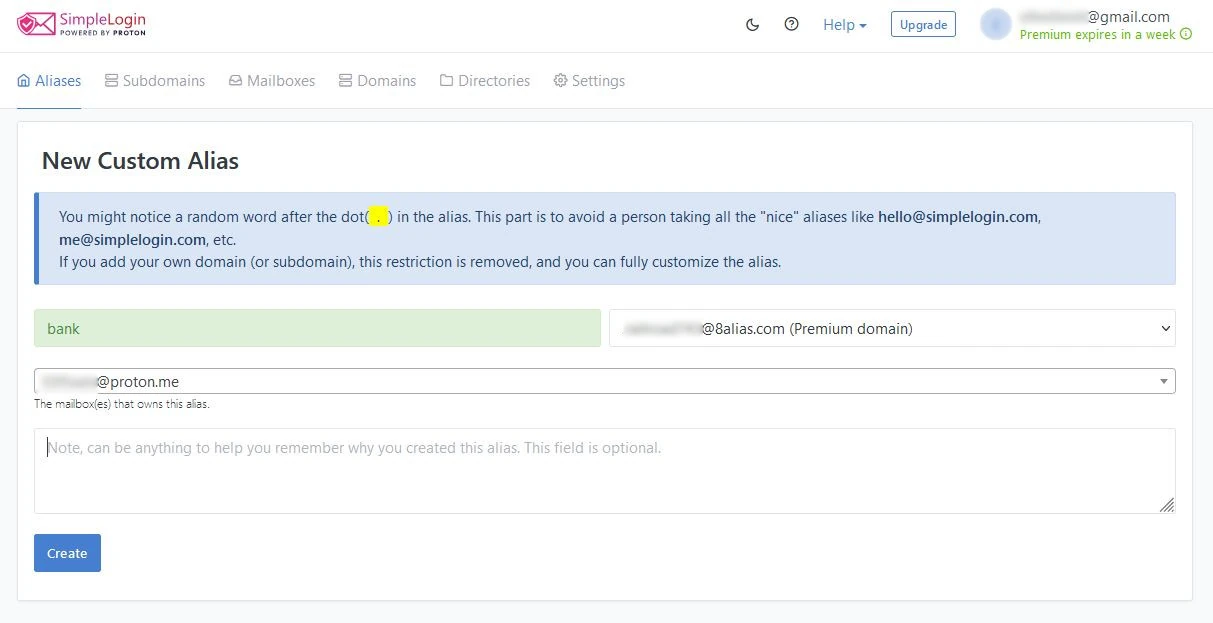 SimpleLogin
POWERED BY PROTON
Help
Upgrade
@gmail.com
Premium expires in a week
Aliases
Subdomains
Mailboxes
Domains
Directories
Settings
New Custom Alias
You might notice a random word after the dot( . ) in the alias. This part is to avoid a person taking all the "nice" aliases like hello@simplelogin.com,
me@simplelogin.com, etc.
If you add your own domain (or subdomain), this restriction is removed, and you can fully customize the alias.
bank
@8alias.com (Premium domain)
@proton.me
The mailbox(es) that owns this alias.
Note, can be anything to help you remember why you created this alias. This field is optional.
Create